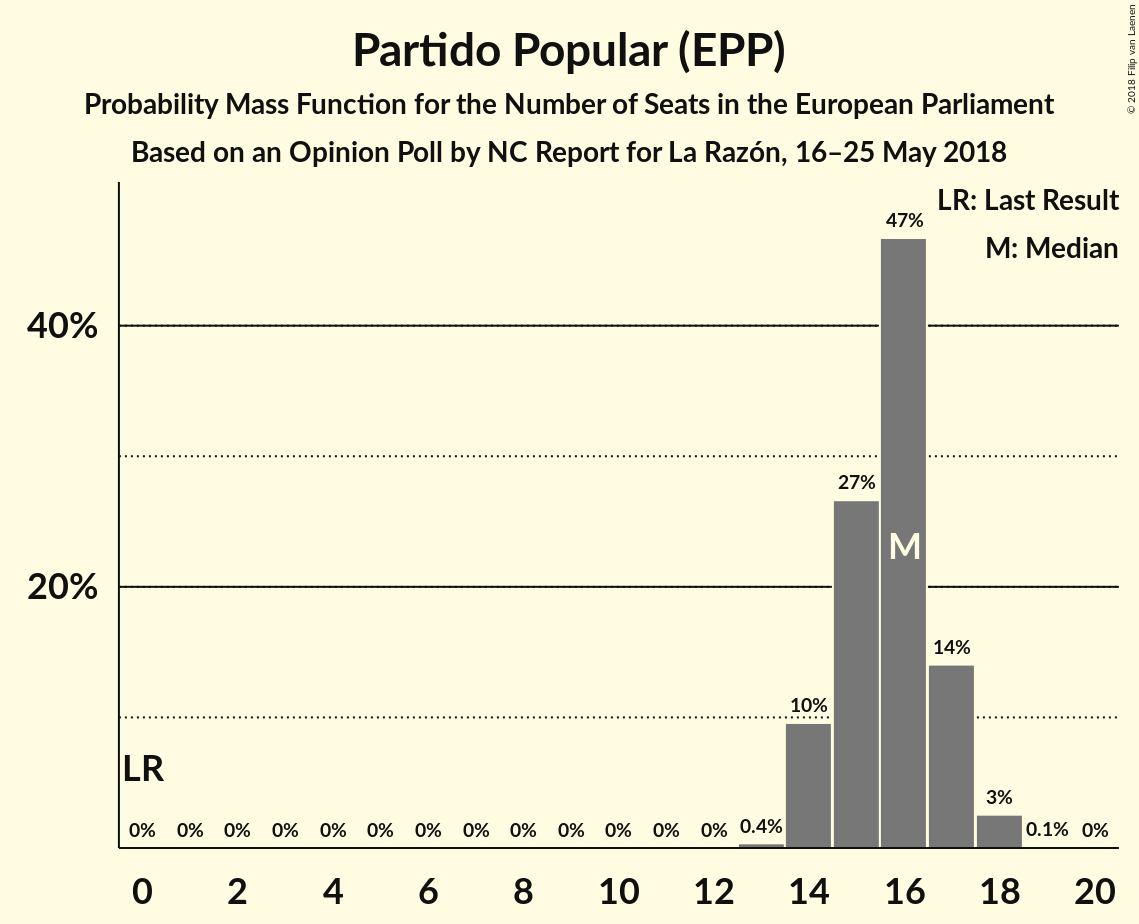 Partido Popular (EPP)
Probability Mass Function for the Number of Seats in the European Parliament
Based on an Opinion Poll by NC Report for La Razón, 16–25 May 2018
© 2018 Filip van Laenen
LR: Last Result
M: Median
40%
20%
LR
M
0% 0% 0% 0% 0% 0% 0% 0% 0% 0% 0% 0% 0% 0.4% 10% 27% 47% 14% 3% 0.1% 0%
0 2 4 6 8 10 12 14 16 18 20